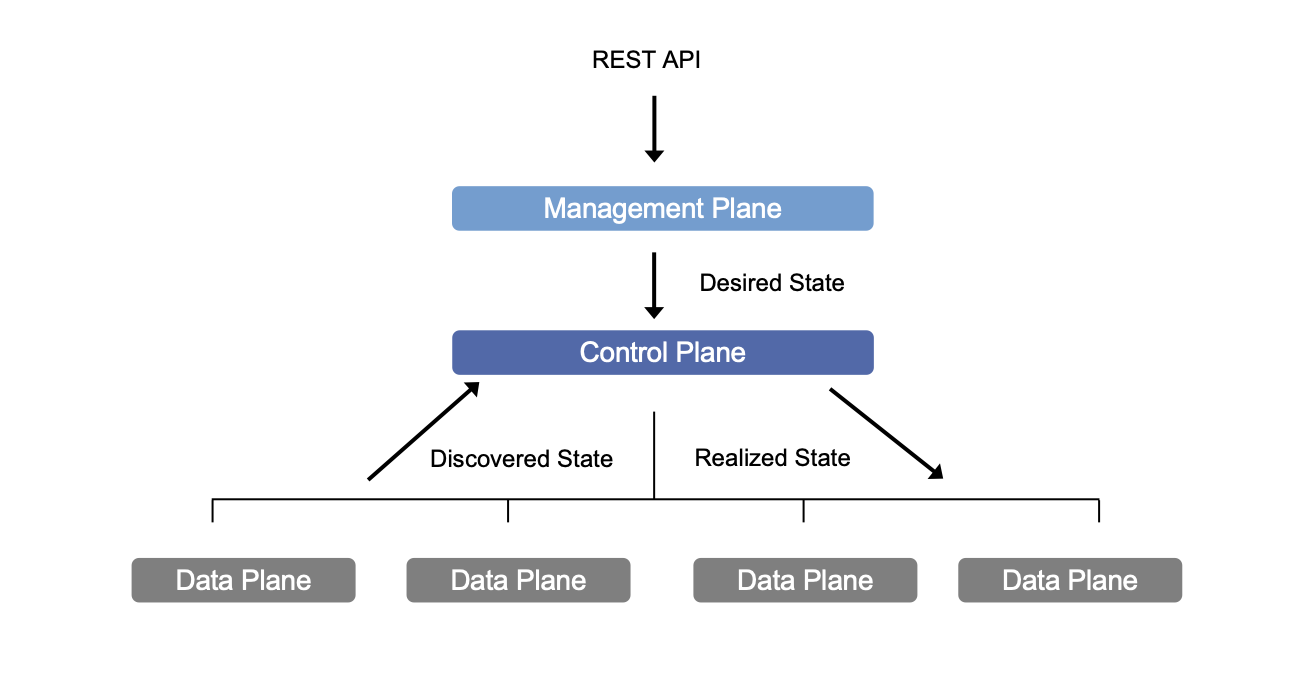 REST API
Management Plane
Desired State
Control Plane
Discovered State
Realized State
Data Plane
Data Plane
Data Plane
Data Plane